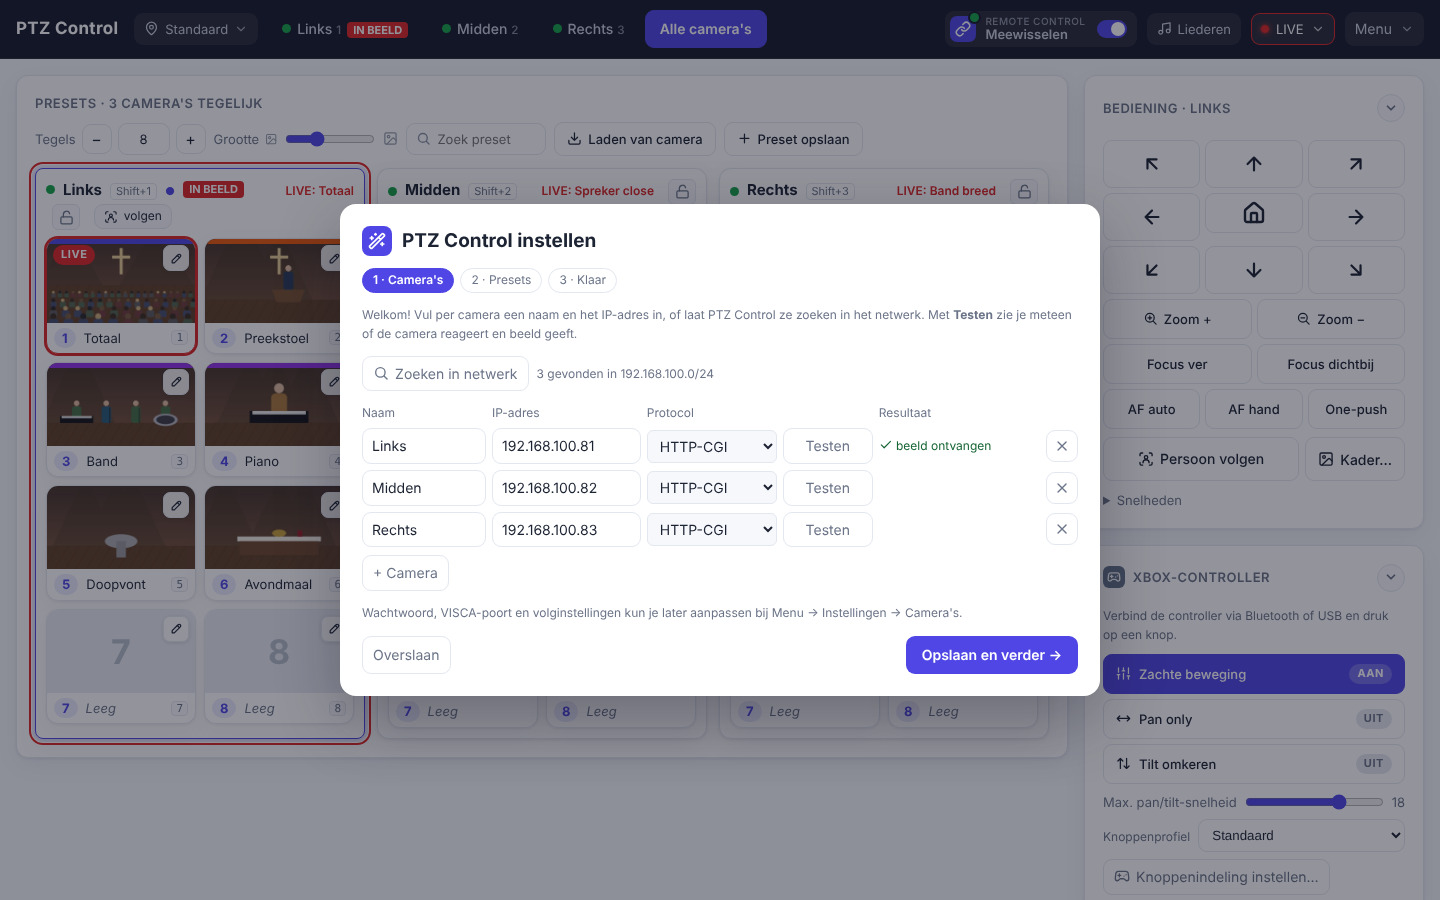 PTZ Control
Standaard
Links 1 IN BEELD
Midden 2
Rechts 3
Alle camera's
REMOTE CONTROL
Meewisselen
Liederen
LIVE
Menu
PRESETS · 3 CAMERA'S TEGELIJK
Tegels − 8 + Grootte
Zoek preset
Laden van camera
+ Preset opslaan
Links Shift+1 IN BEELD LIVE: Totaal
volgen
Midden Shift+2 LIVE: Spreker close
Rechts Shift+3 LIVE: Band breed
LIVE
1 Totaal 1
2 Preekstoel 2
3 Band 3
4 Piano 4
5 Doopvont 5
6 Avondmaal 6
7
8
7 Leeg 7
8 Leeg 8
7 Leeg
8 Leeg
7 Leeg
8 Leeg
PTZ Control instellen
1 · Camera's
2 · Presets
3 · Klaar
Welkom! Vul per camera een naam en het IP-adres in, of laat PTZ Control ze zoeken in het netwerk. Met Testen zie je meteen
of de camera reageert en beeld geeft.
Zoeken in netwerk 3 gevonden in 192.168.100.0/24
Naam IP-adres Protocol Resultaat
Links 192.168.100.81 HTTP-CGI Testen ✓ beeld ontvangen
Midden 192.168.100.82 HTTP-CGI Testen
Rechts 192.168.100.83 HTTP-CGI Testen
+ Camera
Wachtwoord, VISCA-poort en volginstellingen kun je later aanpassen bij Menu → Instellingen → Camera's.
Overslaan
Opslaan en verder →
BEDIENING · LINKS
Zoom +
Zoom −
Focus ver
Focus dichtbij
AF auto
AF hand
One-push
Persoon volgen
Kader...
Snelheden
XBOX-CONTROLLER
Verbind de controller via Bluetooth of USB en druk
op een knop.
Zachte beweging AAN
Pan only UIT
Tilt omkeren UIT
Max. pan/tilt-snelheid 18
Knoppenprofiel Standaard
Knoppenindeling instellen...